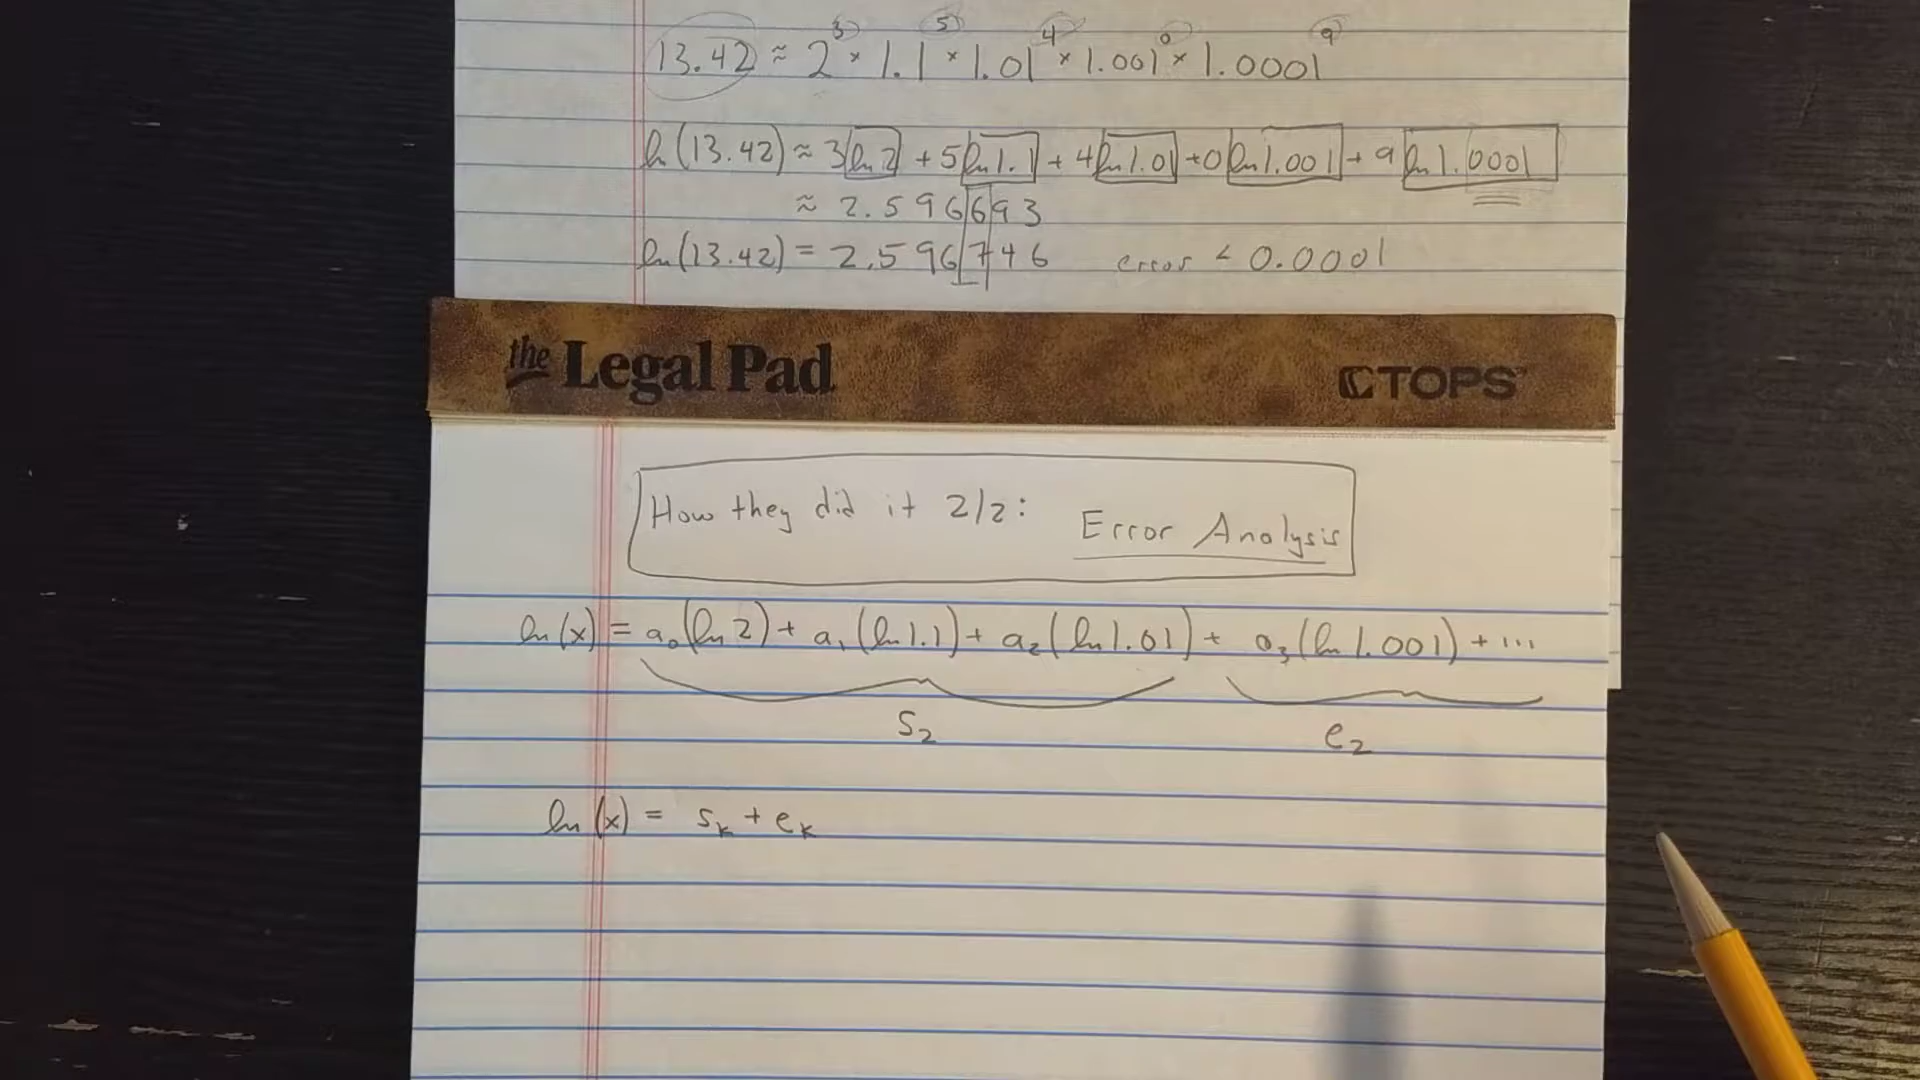 13.42 ≈ 2³ × 1.1⁵ × 1.01⁴ × 1.001⁰ × 1.0001⁹
ln(13.42) ≈ 3 ln 2 + 5 ln 1.1 + 4 ln 1.01 + 0 ln 1.001 + 9 ln 1.0001
≈ 2.596693
ln(13.42) = 2.596746 error < 0.0001
the Legal Pad TOPS
How they did it 2/2: Error Analysis
ln(x) = a₀(ln 2) + a₁(ln 1.1) + a₂(ln 1.01) + a₃(ln 1.001) + ...
s₂ e₂
ln(x) = sₖ + eₖ